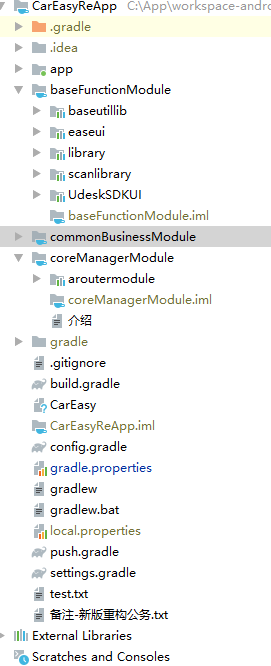 CarEasyReApp C:\App\workspace-andro
.gradle
.idea
app
baseFunctionModule
baseutillib
easeui
library
scanlibrary
UdeskSDKUI
baseFunctionModule.iml
commonBusinessModule
coreManagerModule
aroutermodule
coreManagerModule.iml
介绍
gradle
.gitignore
build.gradle
CarEasy
CarEasyReApp.iml
config.gradle
gradle.properties
gradlew
gradlew.bat
local.properties
push.gradle
settings.gradle
test.txt
备注-新版重构公务.txt
External Libraries
Scratches and Consoles